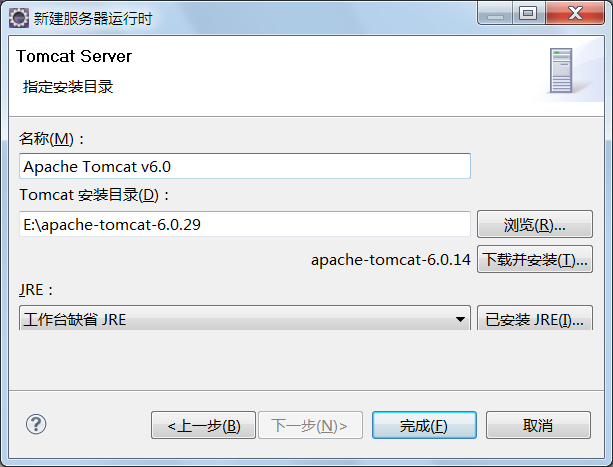 新建服务器运行时
Tomcat Server
指定安装目录
名称(M)：
Apache Tomcat v6.0
Tomcat 安装目录(D)：
E:\apache-tomcat-6.0.29
浏览(R)...
apache-tomcat-6.0.14
下载并安装(T)...
JRE：
工作台缺省 JRE
已安装 JRE(I)...
?
<上一步(B)
下一步(N)>
完成(F)
取消